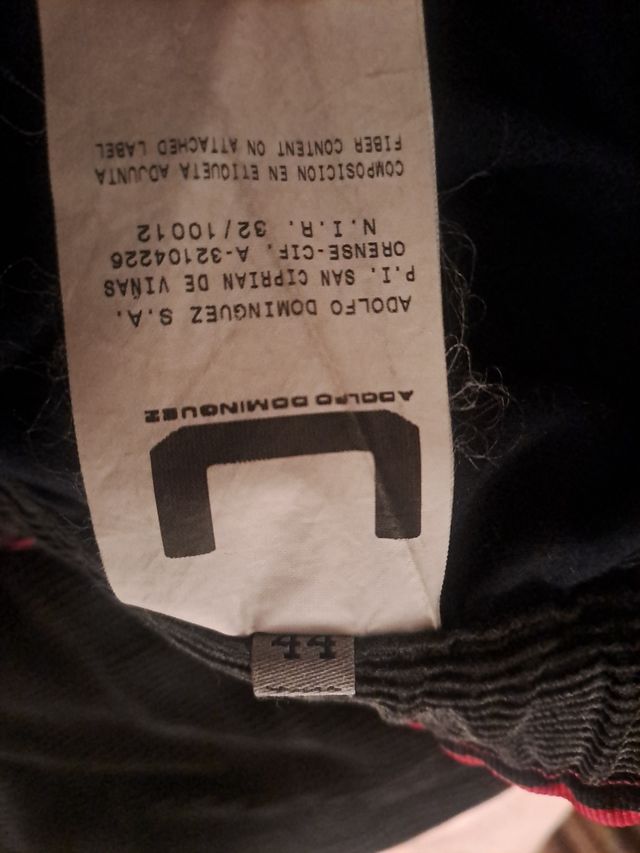 ADOLFO DOMINGUEZ
ADOLFO DOMINGUEZ S.A.
P.I. SAN CIPRIAN DE VIÑAS
ORENSE-CIF. A-32104226
N.I.R. 32/10012
COMPOSICION EN ETIQUETA ADJUNTA
FIBER CONTENT ON ATTACHED LABEL
44